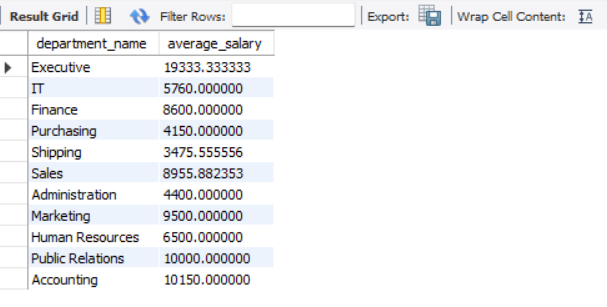 Result Grid Filter Rows: Export: Wrap Cell Content:
department_name average_salary
Executive 19333.333333
IT 5760.000000
Finance 8600.000000
Purchasing 4150.000000
Shipping 3475.555556
Sales 8955.882353
Administration 4400.000000
Marketing 9500.000000
Human Resources 6500.000000
Public Relations 10000.000000
Accounting 10150.000000